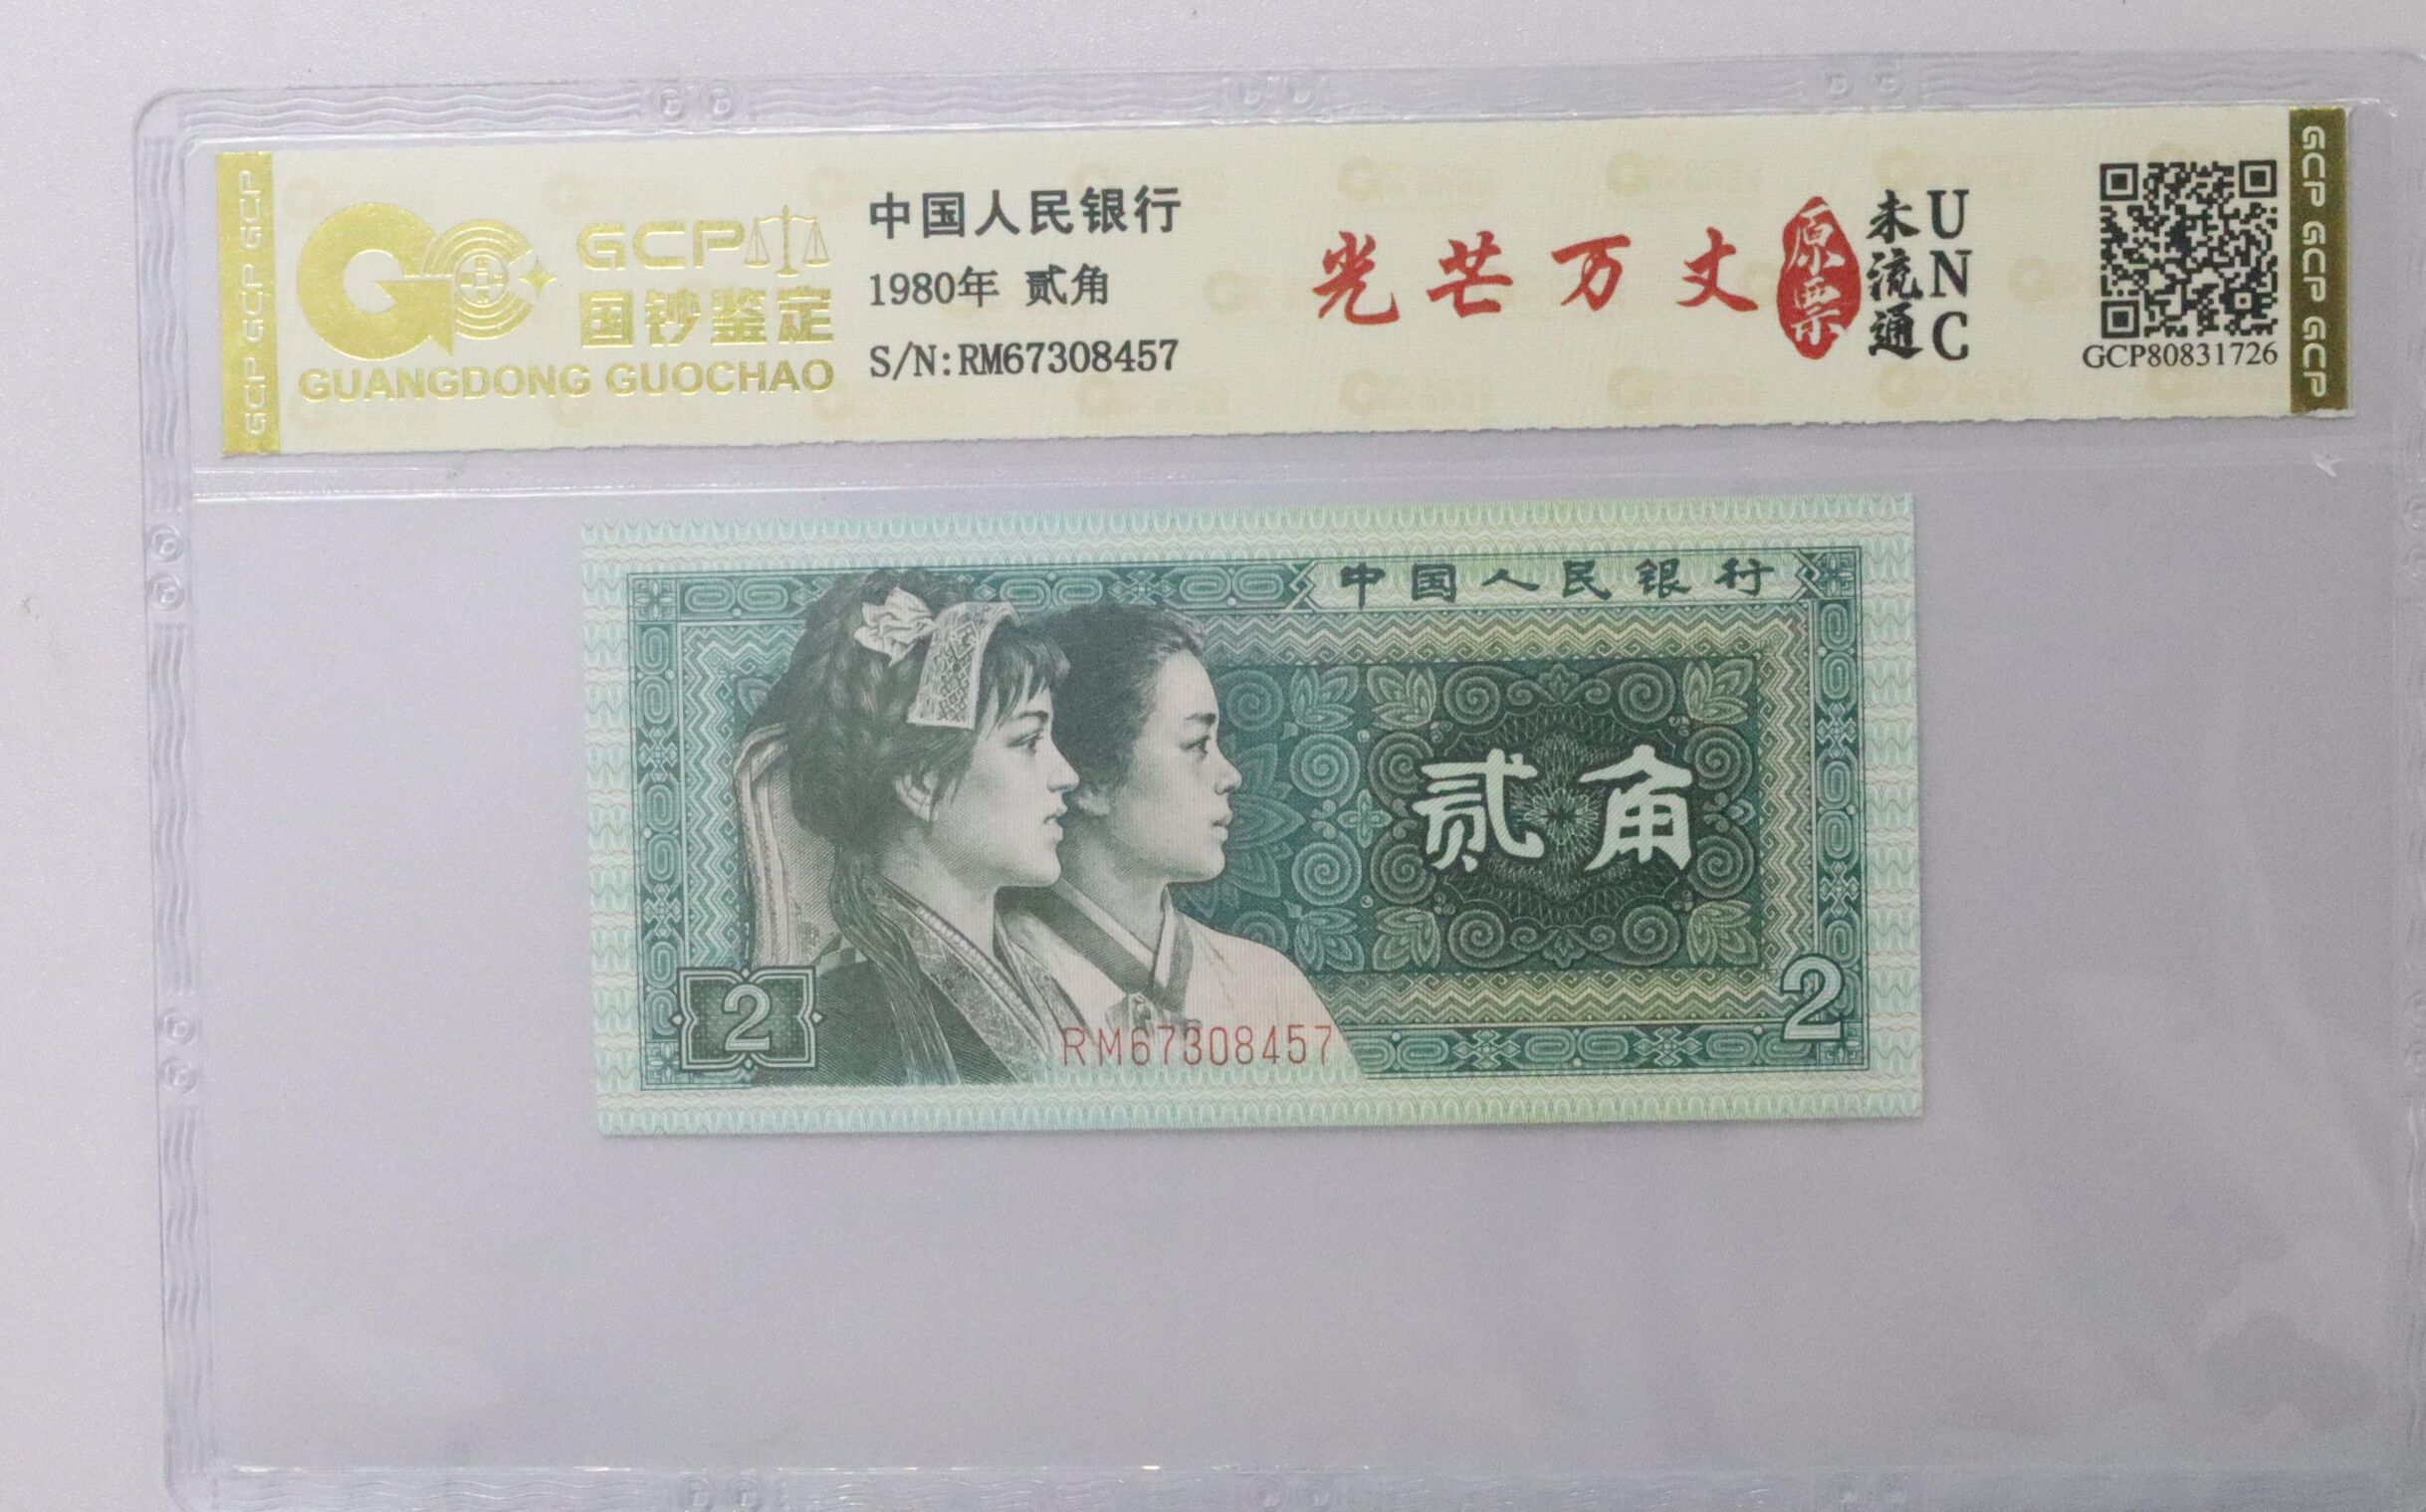 GCP GCP GCP
GCP
国钞鉴定
GUANGDONG GUOCHAO
中国人民银行
1980年 贰角
S/N:RM67308457
光芒万丈
原票
未流通
UNC
GCP80831726
GCP GCP GCP
中国人民银行
贰角
2
RM67308457
2